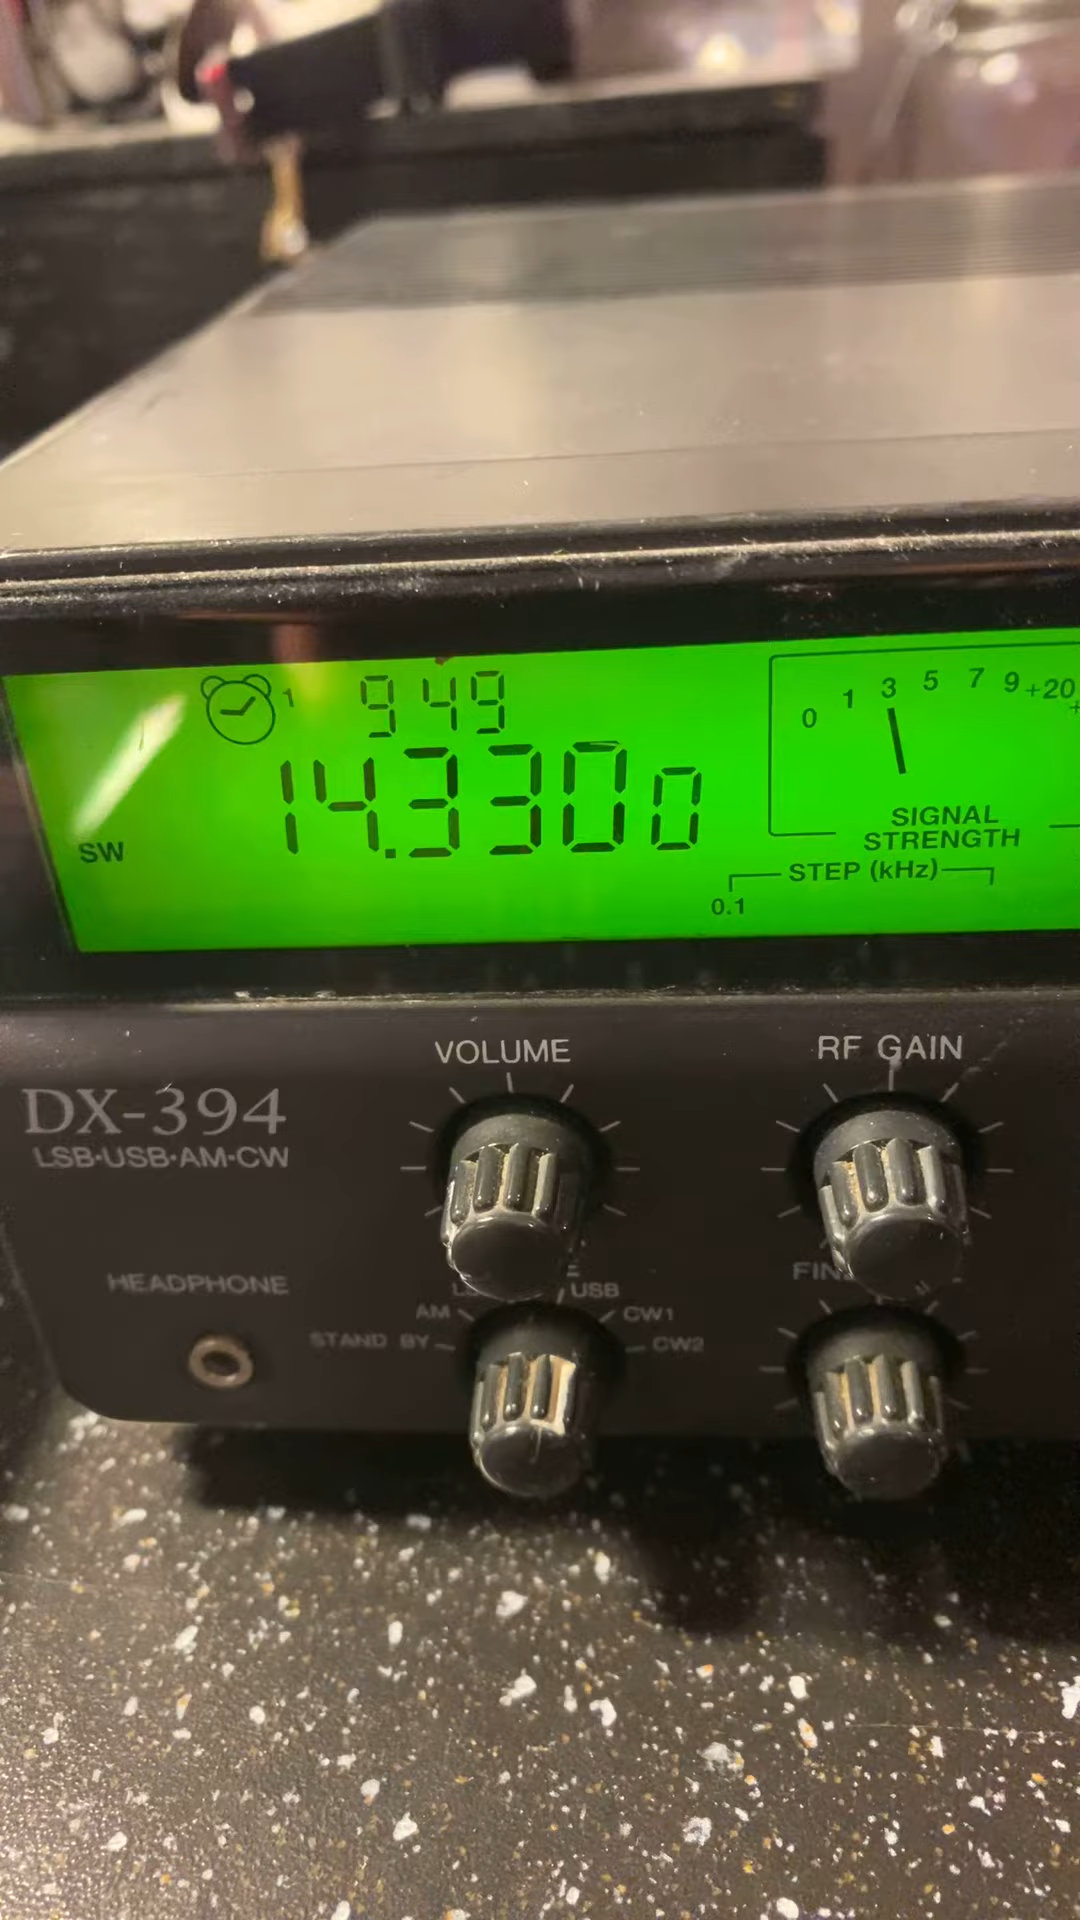 1 949
14.3300
SW
0 1 3 5 7 9 +20
SIGNAL
STRENGTH
STEP (kHz)
0.1
VOLUME
RF GAIN
DX-394
LSB·USB·AM·CW
HEADPHONE
USB
AM
CW1
STAND BY
CW2